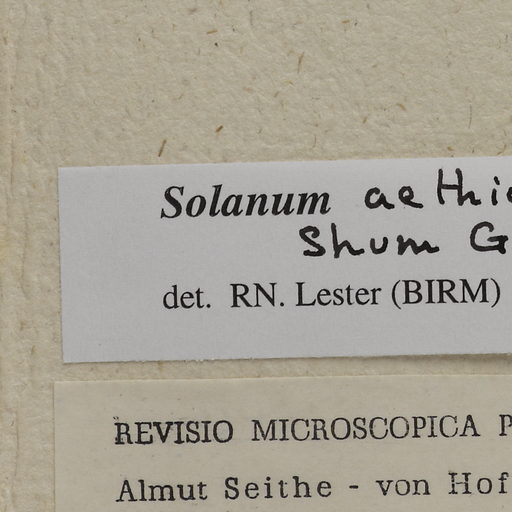 Solanum aethi
Shum G
det. RN. Lester (BIRM)
REVISIO MICROSCOPICA P
Almut Seithe - von Hof